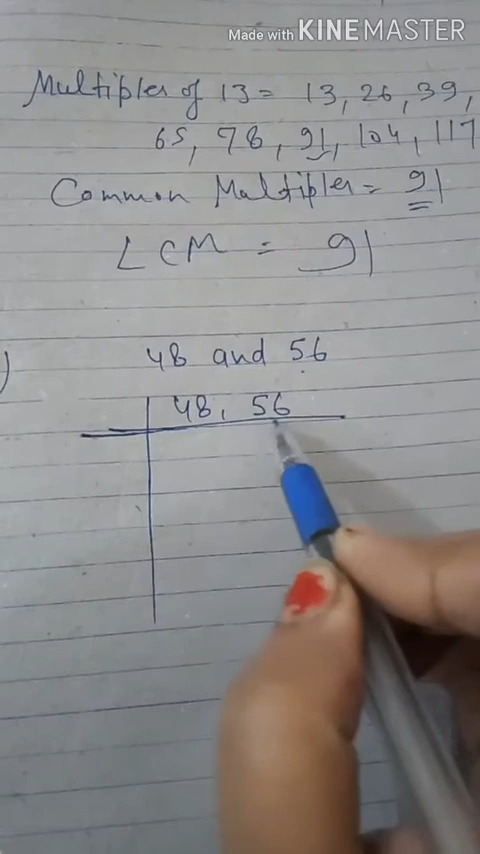 Made with KINEMASTER
Multiples of 13 = 13, 26, 39,
65, 78, 91, 104, 117
Common Multiples = 91
LCM = 91
) 48 and 56
48, 56